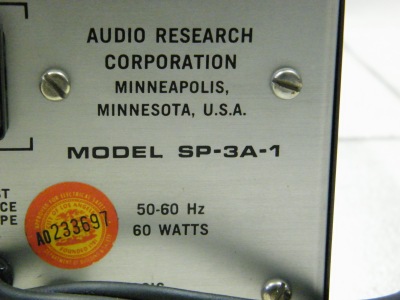 AUDIO RESEARCH
CORPORATION
MINNEAPOLIS,
MINNESOTA, U.S.A.
MODEL SP-3A-1
50-60 Hz
60 WATTS
A0233697